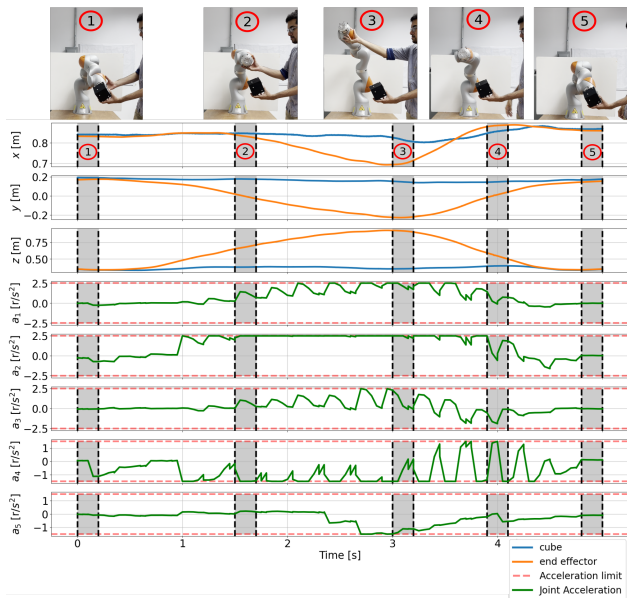 1 2 3 4 5
x [m]
0.8
0.7
1 2 3 4 5
y [m]
0.2
0.0
−0.2
z [m]
0.75
0.50
a1 [r/s²]
2.5
0.0
−2.5
a2 [r/s²]
2.5
0.0
−2.5
a3 [r/s²]
2.5
0.0
−2.5
a4 [r/s²]
1
0
−1
a5 [r/s²]
1
0
−1
0 1 2 3 4
Time [s]
cube
end effector
Acceleration limit
Joint Acceleration